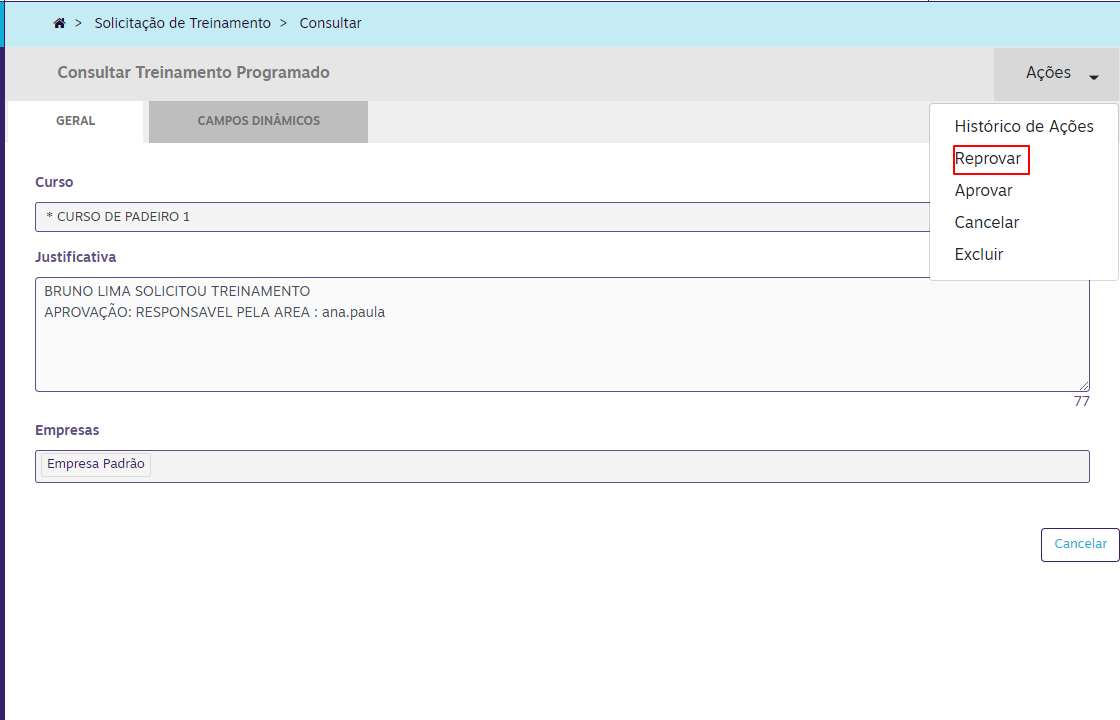 > Solicitação de Treinamento > Consultar
Consultar Treinamento Programado
Ações
GERAL
CAMPOS DINÂMICOS
Histórico de Ações
Reprovar
Aprovar
Cancelar
Excluir
Curso
* CURSO DE PADEIRO 1
Justificativa
BRUNO LIMA SOLICITOU TREINAMENTO
APROVAÇÃO: RESPONSAVEL PELA AREA : ana.paula
77
Empresas
Empresa Padrão
Cancelar